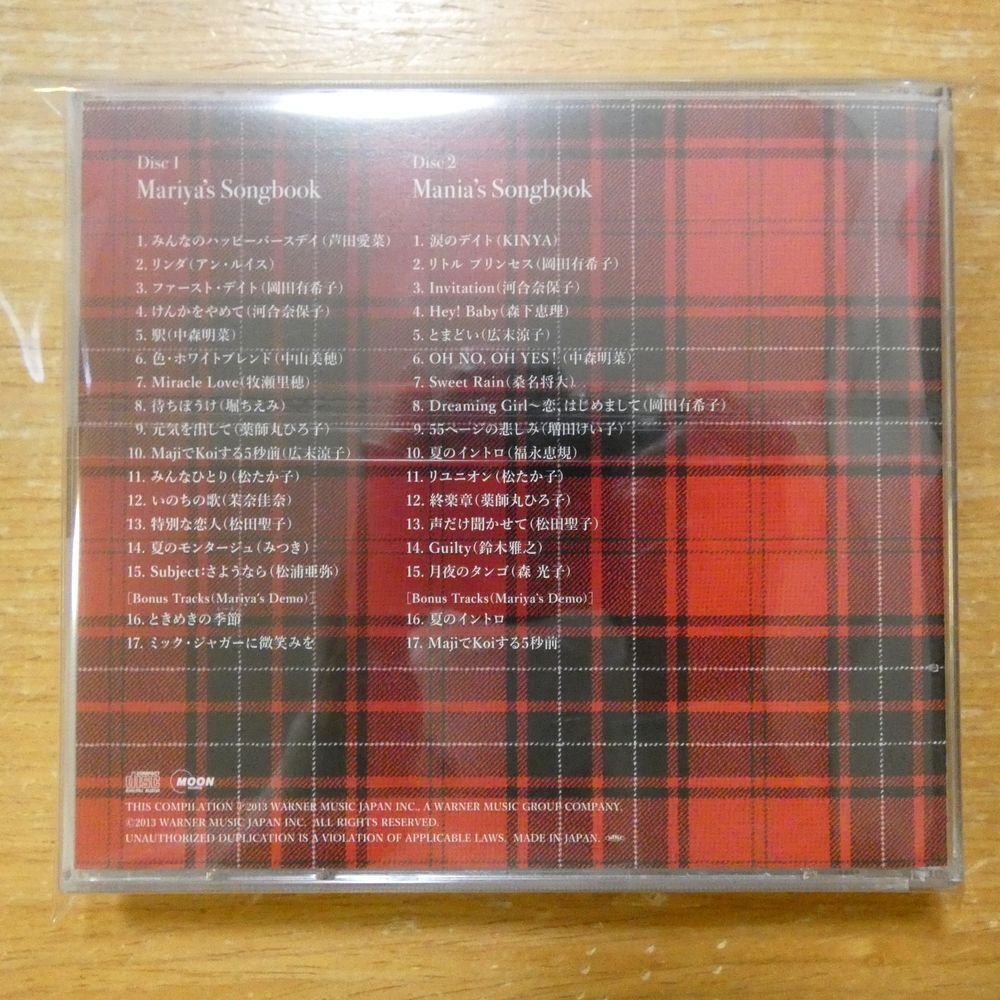 Disc 1
Mariya's Songbook
1. みんなのハッピーバースデイ(芦田愛菜)
2. リンダ(アン・ルイス)
3. ファースト・デイト(岡田有希子)
4. けんかをやめて(河合奈保子)
5. 駅(中森明菜)
6. 色・ホワイトブレンド(中山美穂)
7. Miracle Love(牧瀬里穂)
8. 待ちぼうけ(堀ちえみ)
9. 元気を出して(薬師丸ひろ子)
10. MajiでKoiする5秒前(広末涼子)
11. みんなひとり(松たか子)
12. いのちの歌(茉奈佳奈)
13. 特別な恋人(松田聖子)
14. 夏のモンタージュ(みつき)
15. Subject:さようなら(松浦亜弥)
[Bonus Tracks(Mariya's Demo)]
16. ときめきの季節
17. ミック・ジャガーに微笑みを
Disc 2
Mania's Songbook
1. 涙のデイト(KINYA)
2. リトル プリンセス(岡田有希子)
3. Invitation(河合奈保子)
4. Hey! Baby(森下恵理)
5. とまどい(広末涼子)
6. OH NO, OH YES!(中森明菜)
7. Sweet Rain(桑名将大)
8. Dreaming Girl〜恋、はじめまして(岡田有希子)
9. 55ページの悲しみ(増田けい子)
10. 夏のイントロ(福永恵規)
11. リユニオン(松たか子)
12. 終楽章(薬師丸ひろ子)
13. 声だけ聞かせて(松田聖子)
14. Guilty(鈴木雅之)
15. 月夜のタンゴ(森 光子)
[Bonus Tracks(Mariya's Demo)]
16. 夏のイントロ
17. MajiでKoiする5秒前
COMPACT
disc
DIGITAL AUDIO
MOON
THIS COMPILATION ℗2013 WARNER MUSIC JAPAN INC., A WARNER MUSIC GROUP COMPANY.
©2013 WARNER MUSIC JAPAN INC. ALL RIGHTS RESERVED.
UNAUTHORIZED DUPLICATION IS A VIOLATION OF APPLICABLE LAWS. MADE IN JAPAN.